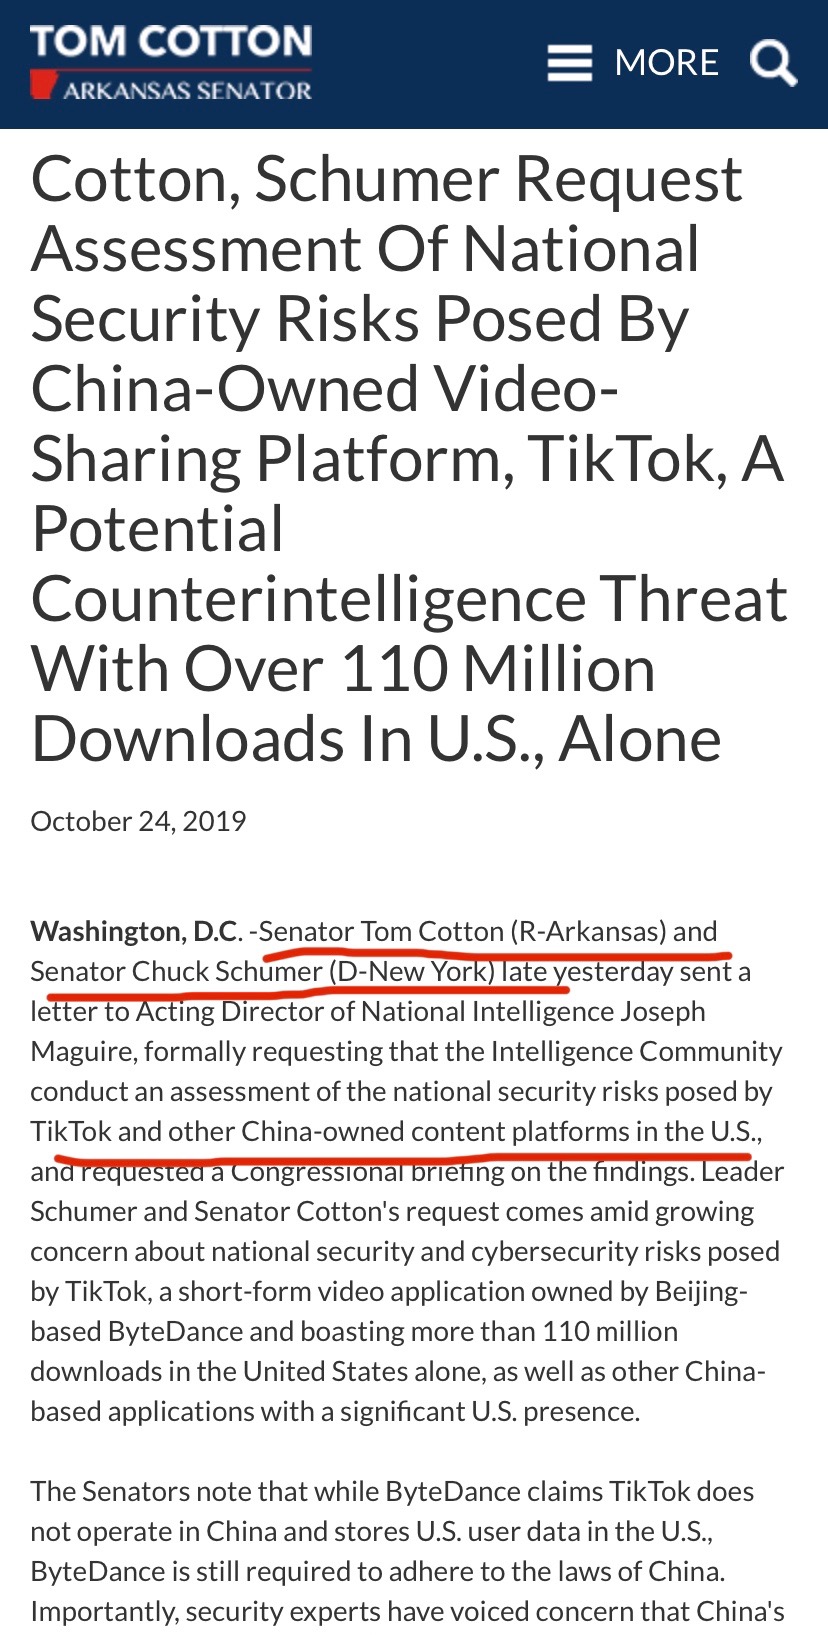 TOM COTTON
ARKANSAS SENATOR
MORE
Cotton, Schumer Request
Assessment Of National
Security Risks Posed By
China-Owned Video-
Sharing Platform, TikTok, A
Potential
Counterintelligence Threat
With Over 110 Million
Downloads In U.S., Alone
October 24, 2019
Washington, D.C. -Senator Tom Cotton (R-Arkansas) and
Senator Chuck Schumer (D-New York) late yesterday sent a
letter to Acting Director of National Intelligence Joseph
Maguire, formally requesting that the Intelligence Community
conduct an assessment of the national security risks posed by
TikTok and other China-owned content platforms in the U.S.,
and requested a Congressional briefing on the findings. Leader
Schumer and Senator Cotton's request comes amid growing
concern about national security and cybersecurity risks posed
by TikTok, a short-form video application owned by Beijing-
based ByteDance and boasting more than 110 million
downloads in the United States alone, as well as other China-
based applications with a significant U.S. presence.
The Senators note that while ByteDance claims TikTok does
not operate in China and stores U.S. user data in the U.S.,
ByteDance is still required to adhere to the laws of China.
Importantly, security experts have voiced concern that China's